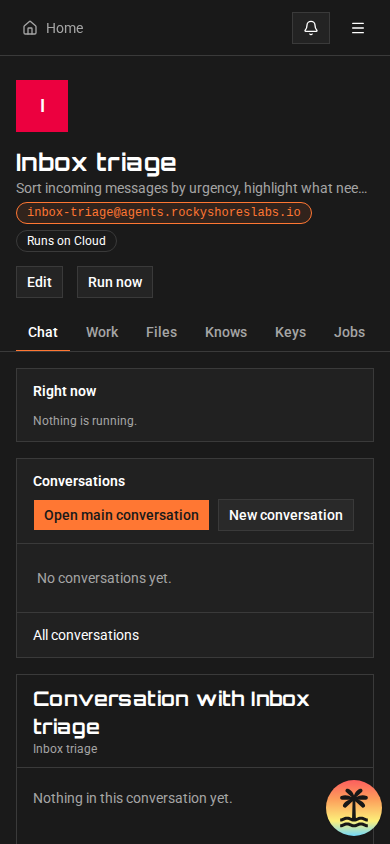 Home
I
Inbox triage
Sort incoming messages by urgency, highlight what nee…
inbox-triage@agents.rockyshoreslabs.io
Runs on Cloud
Edit Run now
Chat Work Files Knows Keys Jobs
Right now
Nothing is running.
Conversations
Open main conversation New conversation
No conversations yet.
All conversations
Conversation with Inbox
triage
Inbox triage
Nothing in this conversation yet.